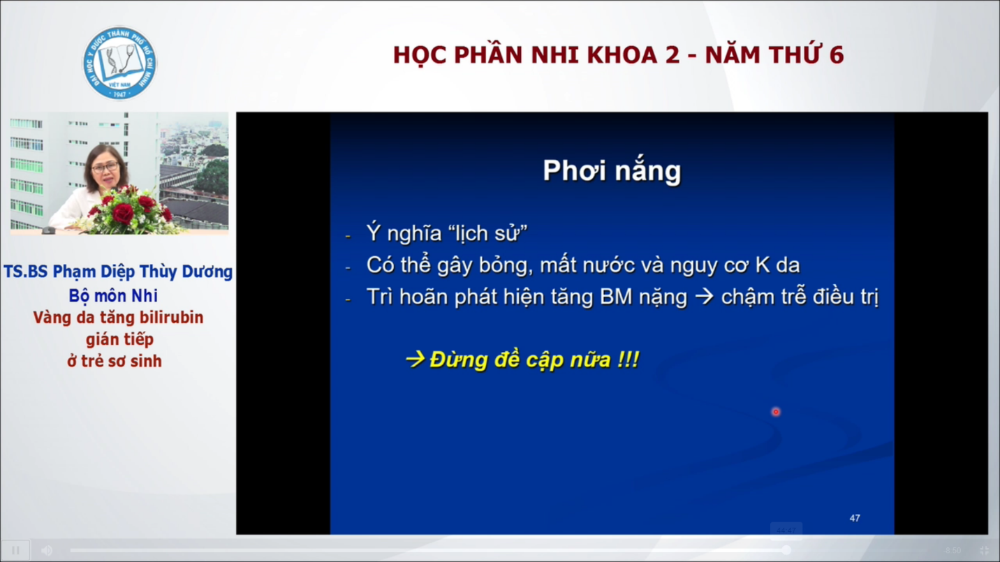 ĐẠI HỌC Y DƯỢC THÀNH PHỐ HỒ CHÍ MINH
VIỆT NAM
1947
HỌC PHẦN NHI KHOA 2 - NĂM THỨ 6
TS.BS Phạm Diệp Thùy Dương
Bộ môn Nhi
Vàng da tăng bilirubin
gián tiếp
ở trẻ sơ sinh
Phơi nắng
- Ý nghĩa “lịch sử”
- Có thể gây bỏng, mất nước và nguy cơ K da
- Trì hoãn phát hiện tăng BM nặng → chậm trễ điều trị
→ Đừng đề cập nữa !!!
47
44:47
8:50